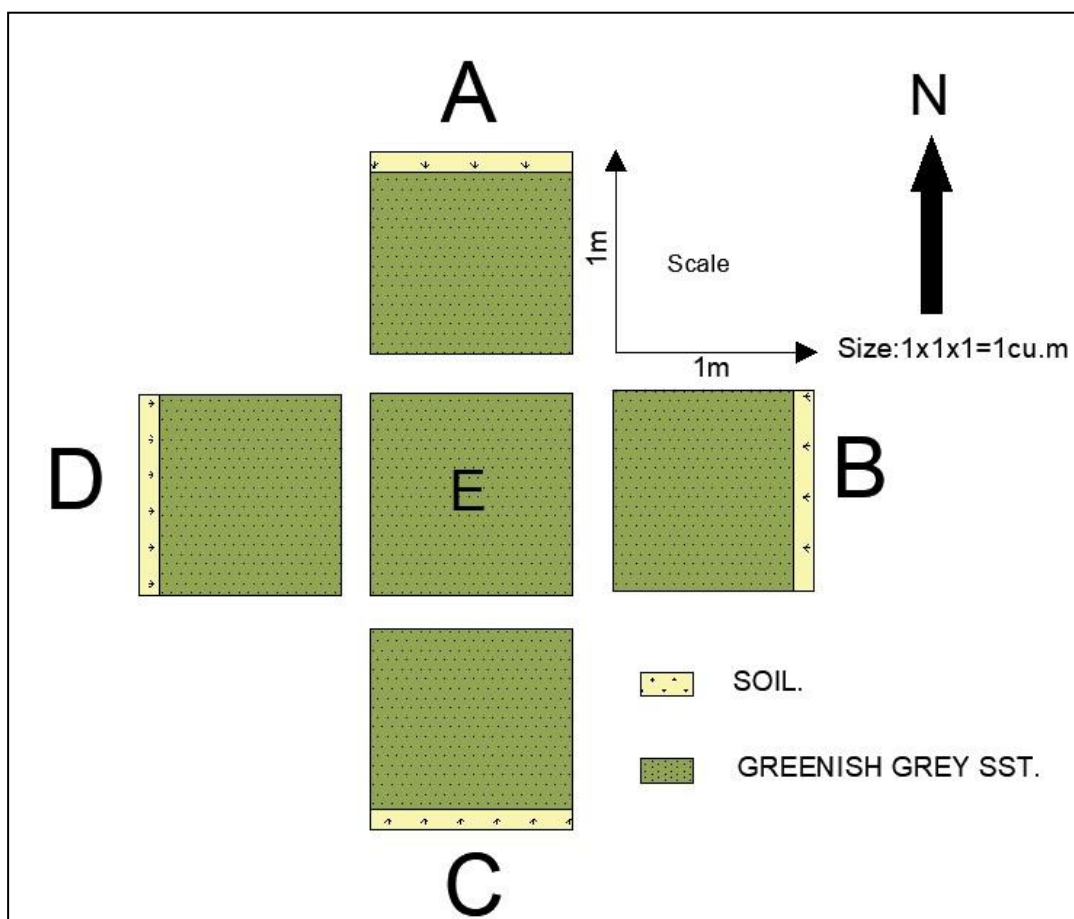 A
N
1m
Scale
1m
Size:1x1x1=1cu.m
D
E
B
SOIL.
GREENISH GREY SST.
C